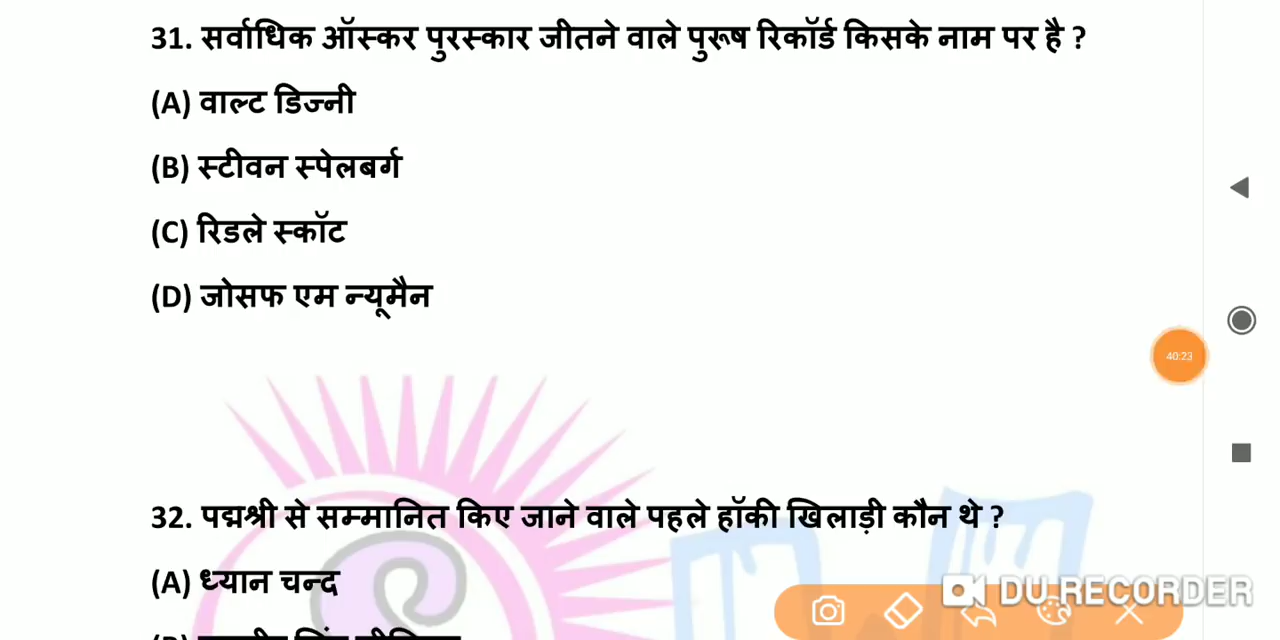 31. सर्वाधिक ऑस्कर पुरस्कार जीतने वाले पुरूष रिकॉर्ड किसके नाम पर है ?
(A) वाल्ट डिज्नी
(B) स्टीवन स्पेलबर्ग
(C) रिडले स्कॉट
(D) जोसफ एम न्यूमैन
40:23
32. पद्मश्री से सम्मानित किए जाने वाले पहले हॉकी खिलाड़ी कौन थे ?
(A) ध्यान चन्द
DU RECORDER
(B)